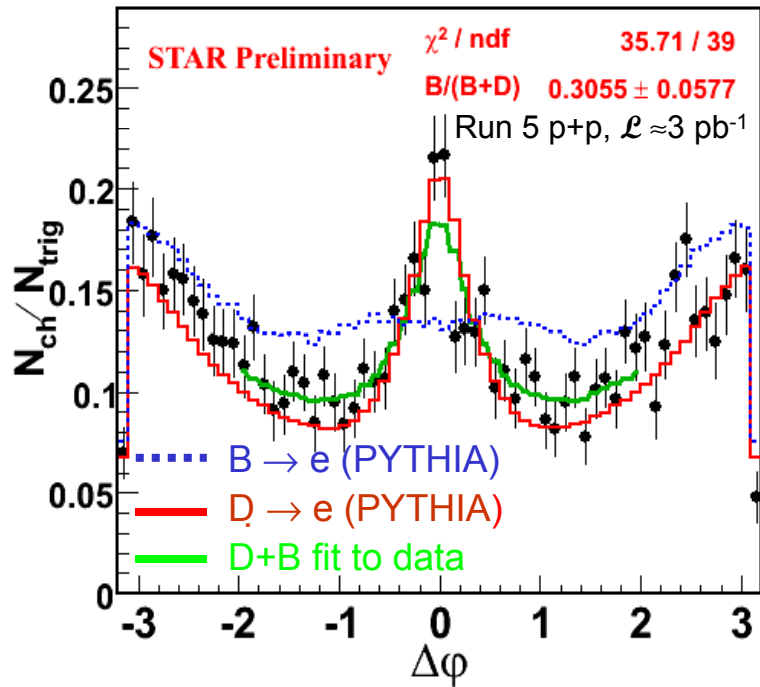 STAR Preliminary
χ² / ndf 35.71 / 39
B/(B+D) 0.3055 ± 0.0577
Run 5 p+p, ℒ ≈3 pb⁻¹
N_ch/ N_trig
0.25
0.2
0.15
0.1
0.05
0
B → e (PYTHIA)
Ḍ → e (PYTHIA)
D+B fit to data
-3 -2 -1 0 1 2 3
Δφ